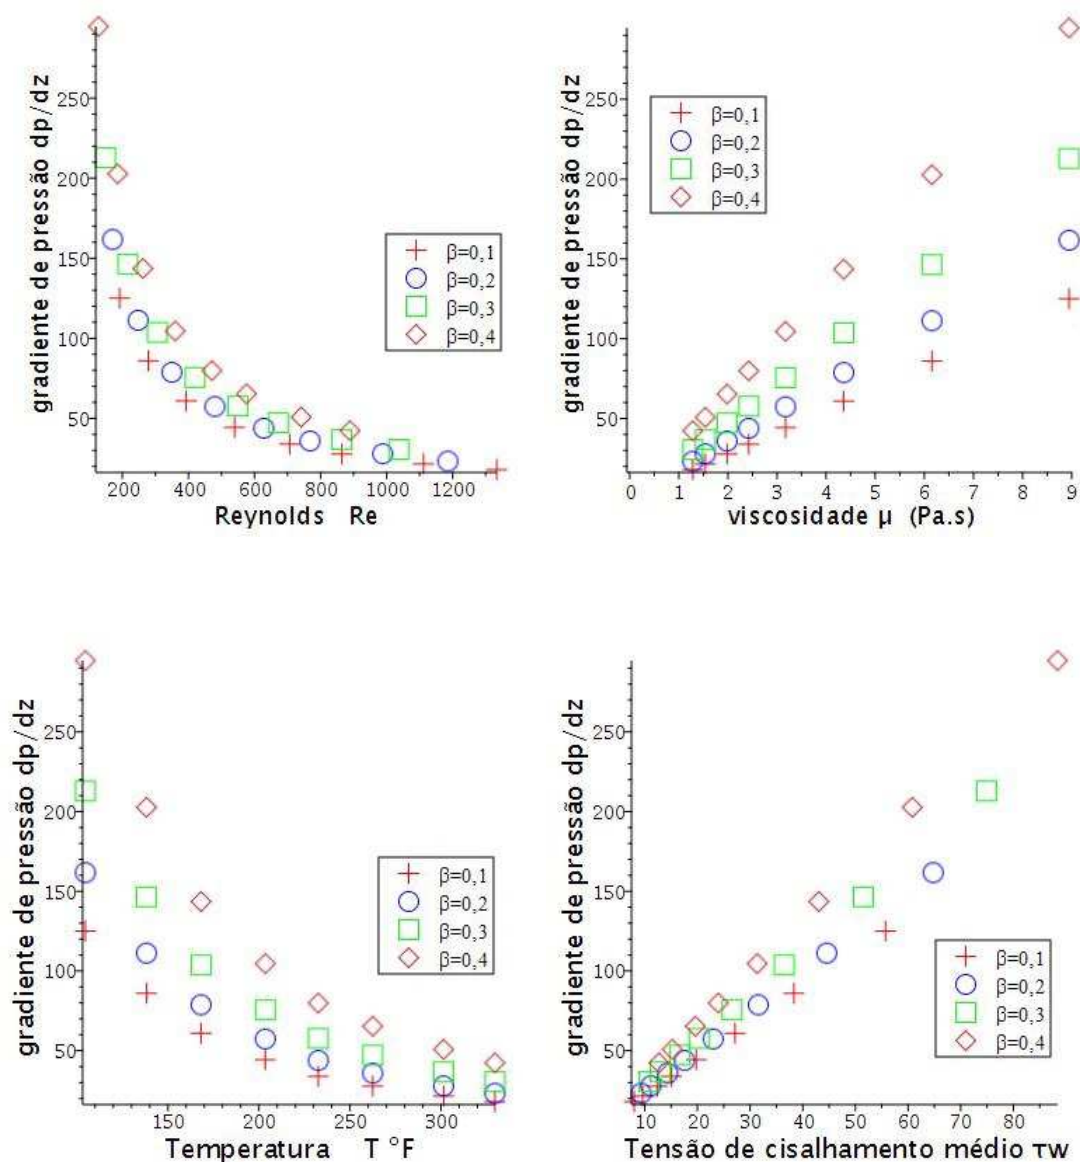 gradiente de pressão dp/dz
250
200
150
100
50
β=0,1
β=0,2
β=0,3
β=0,4
200 400 600 800 1000 1200
Reynolds Re
gradiente de pressão dp/dz
250
200
150
100
50
β=0,1
β=0,2
β=0,3
β=0,4
0 1 2 3 4 5 6 7 8 9
viscosidade μ (Pa.s)
gradiente de pressão dp/dz
250
200
150
100
50
β=0,1
β=0,2
β=0,3
β=0,4
150 200 250 300
Temperatura T °F
gradiente de pressão dp/dz
250
200
150
100
50
β=0,1
β=0,2
β=0,3
β=0,4
10 20 30 40 50 60 70 80
Tensão de cisalhamento médio τw